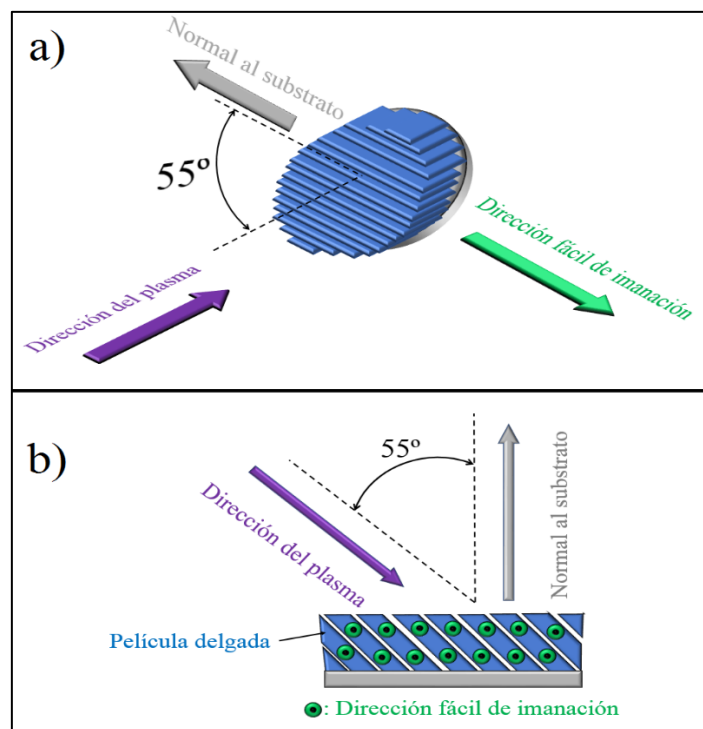 a)
Normal al substrato
55º
Dirección fácil de imanación
Dirección del plasma
b)
55º
Dirección del plasma
Normal al substrato
Película delgada
: Dirección fácil de imanación